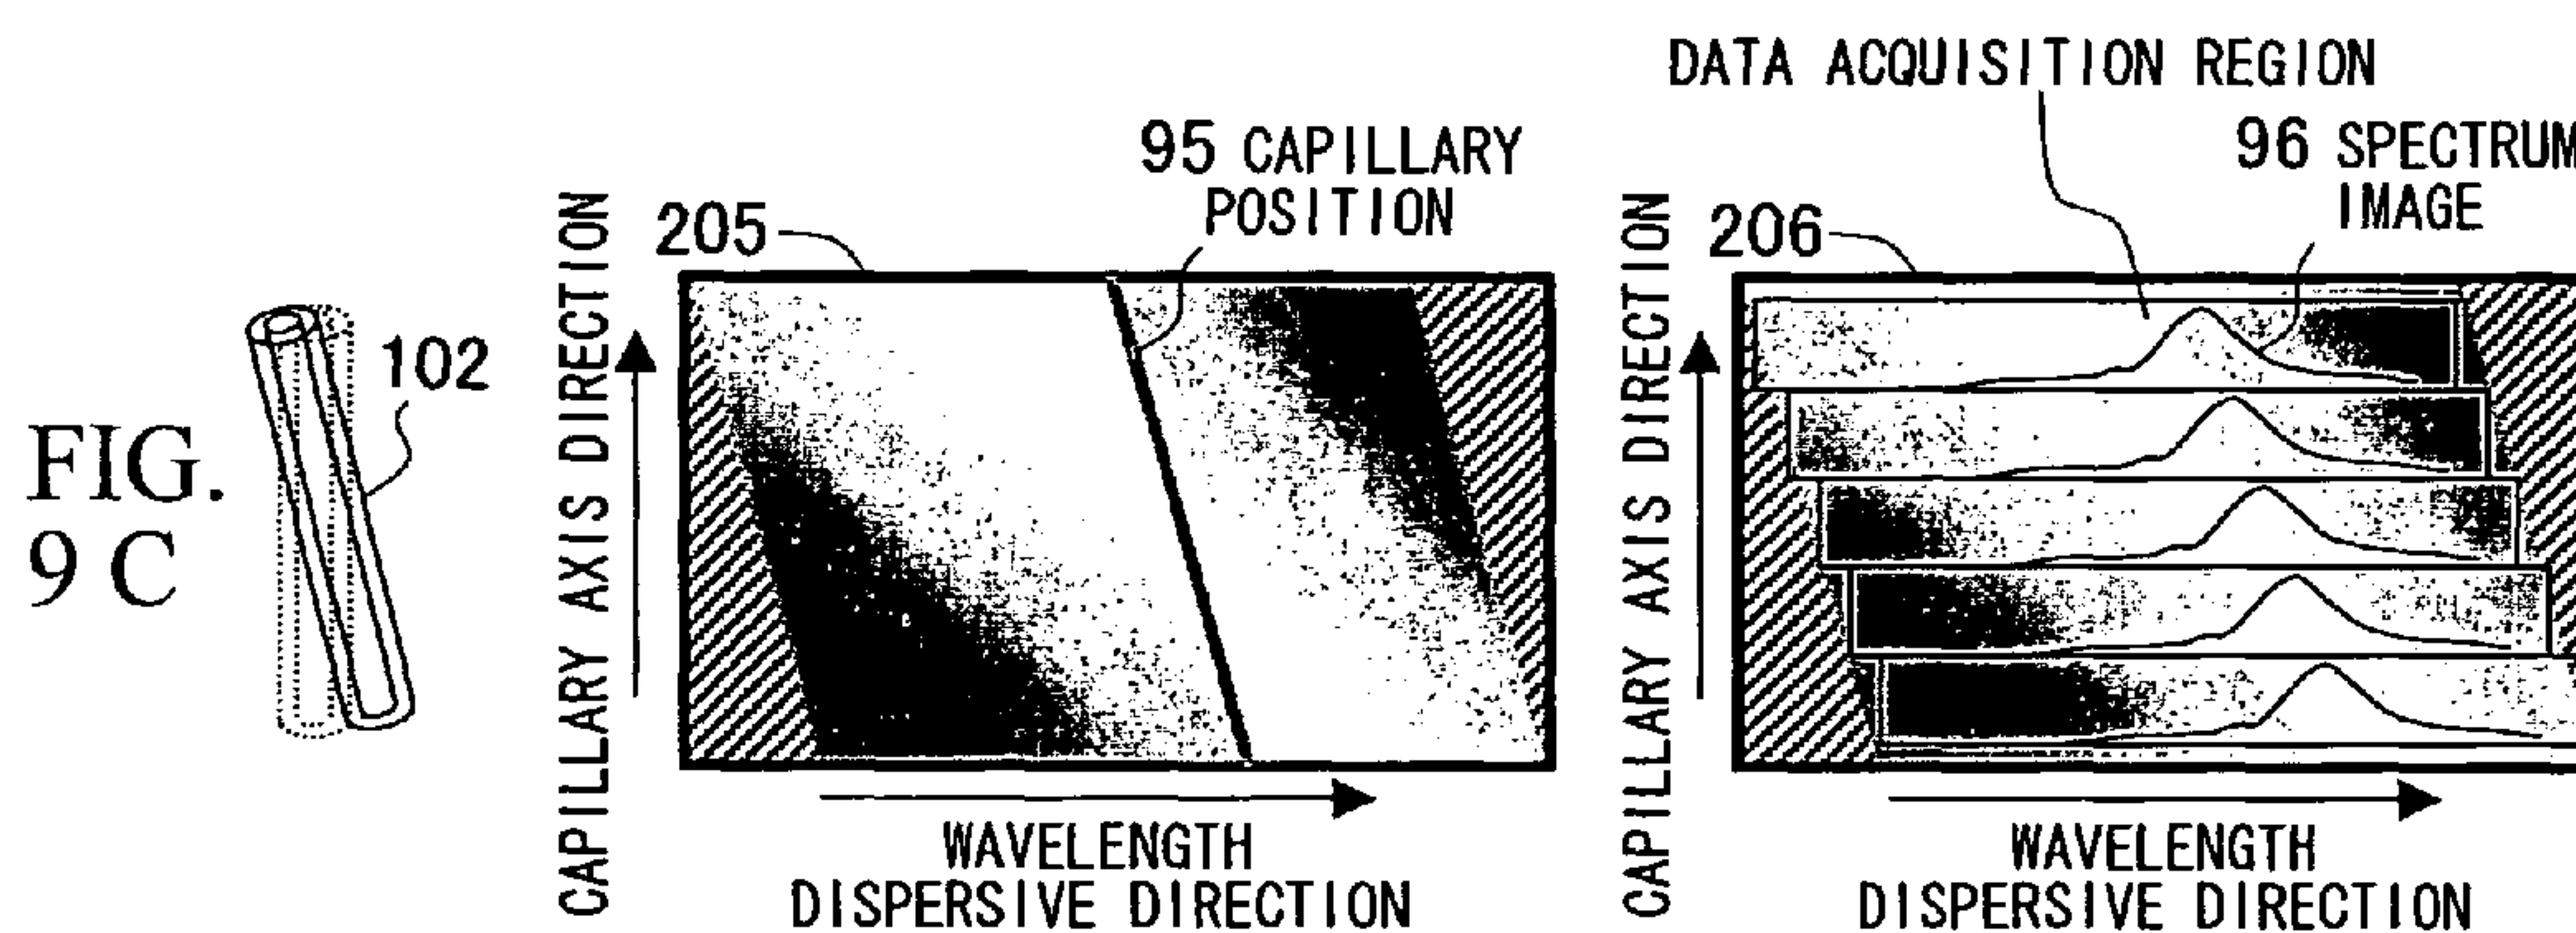 FIG.
9 C
102
CAPILLARY AXIS DIRECTION
205
95 CAPILLARY
POSITION
WAVELENGTH
DISPERSIVE DIRECTION
DATA ACQUISITION REGION
96 SPECTRUM
IMAGE
CAPILLARY AXIS DIRECTION
206
WAVELENGTH
DISPERSIVE DIRECTION